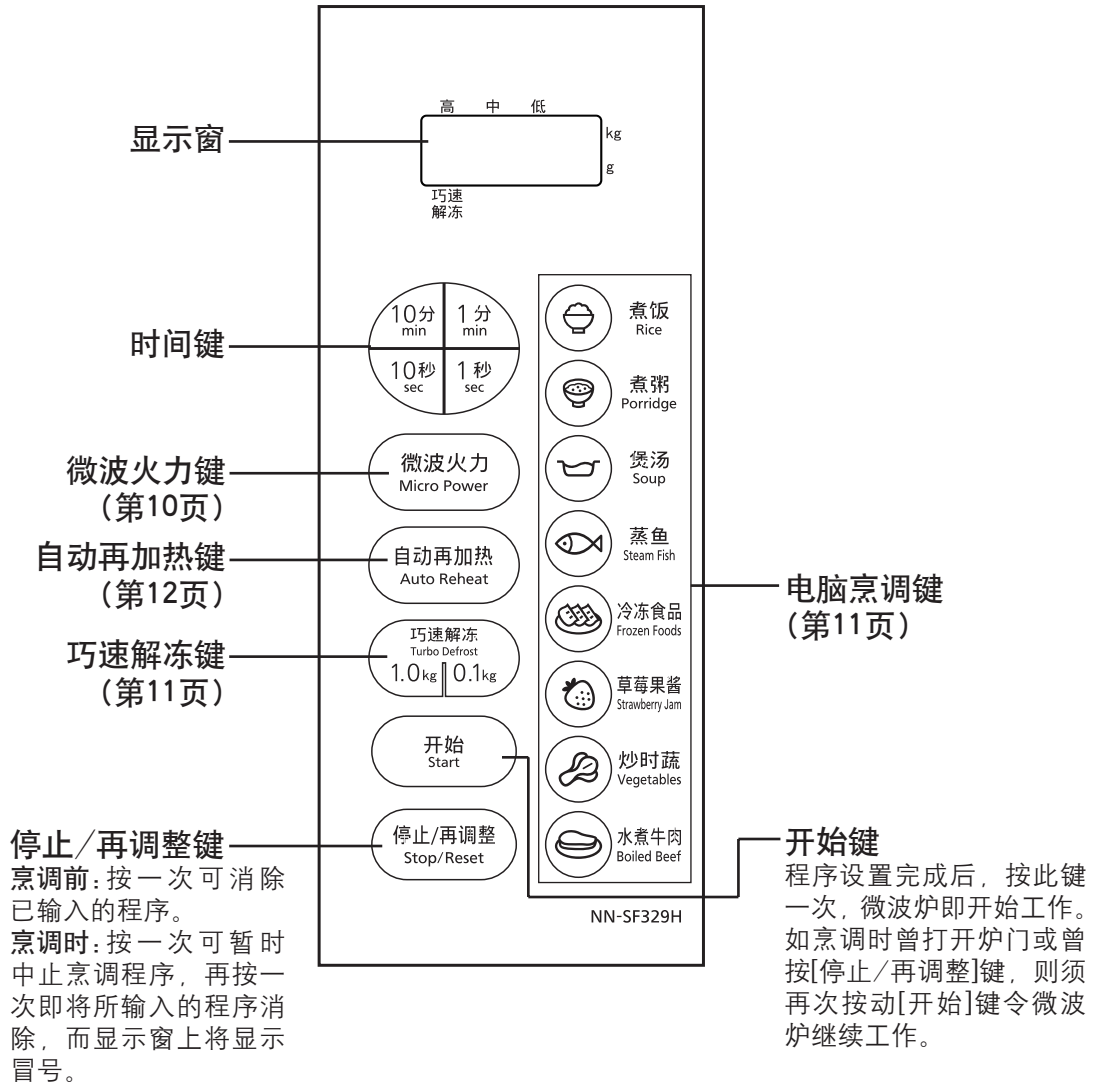 高 中 低
kg
g
巧速
解冻
显示窗
时间键
微波火力键
（第10页）
自动再加热键
（第12页）
巧速解冻键
（第11页）
停止/再调整键
烹调前:按一次可消除
已输入的程序。
烹调时:按一次可暂时
中止烹调程序，再按一
次即将所输入的程序消
除，而显示窗上将显示
冒号。
10分
min
1分
min
10秒
sec
1秒
sec
微波火力
Micro Power
自动再加热
Auto Reheat
巧速解冻
Turbo Defrost
1.0kg 0.1kg
开始
Start
停止/再调整
Stop/Reset
煮饭
Rice
煮粥
Porridge
煲汤
Soup
蒸鱼
Steam Fish
冷冻食品
Frozen Foods
草莓果酱
Strawberry Jam
炒时蔬
Vegetables
水煮牛肉
Boiled Beef
NN-SF329H
电脑烹调键
（第11页）
开始键
程序设置完成后，按此键
一次，微波炉即开始工作。
如烹调时曾打开炉门或曾
按[停止/再调整]键，则须
再次按动[开始]键令微波
炉继续工作。